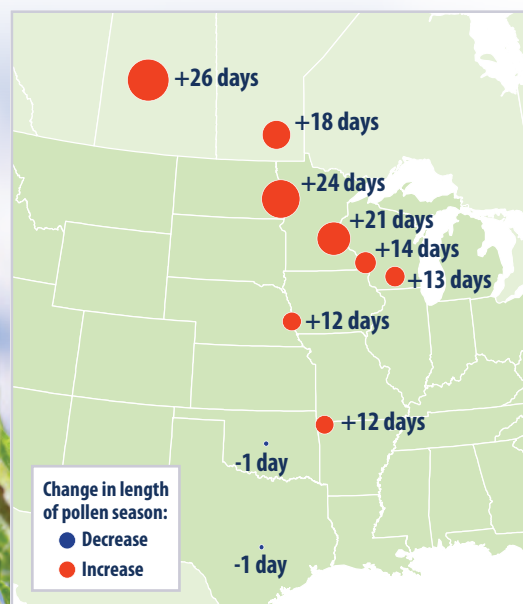 +26 days
+18 days
+24 days
+21 days
+14 days
+13 days
+12 days
+12 days
-1 day
-1 day
Change in length
of pollen season:
Decrease
Increase